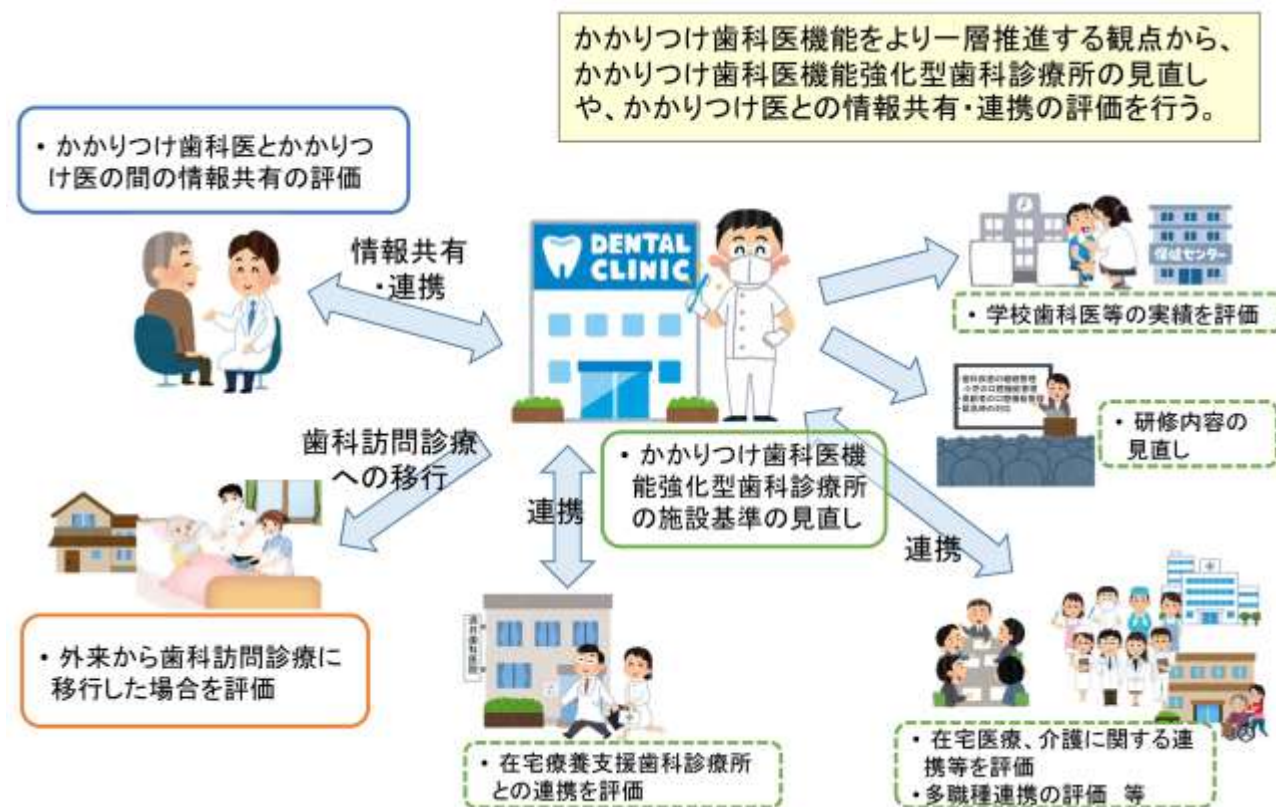 かかりつけ歯科医機能をより一層推進する観点から、
かかりつけ歯科医機能強化型歯科診療所の見直し
や、かかりつけ医との情報共有・連携の評価を行う。
・かかりつけ歯科医とかかりつ
け医の間の情報共有の評価
情報共有
・連携
DENTAL
CLINIC
保健センター
・学校歯科医等の実績を評価
・歯科疾患の継続管理
・研修内容の
見直し
歯科訪問診療
への移行
連携
・かかりつけ歯科医機
能強化型歯科診療所
の施設基準の見直し
連携
・外来から歯科訪問診療に
移行した場合を評価
・在宅療養支援歯科診療所
との連携を評価
・在宅医療、介護に関する連
携等を評価
・多職種連携の評価 等